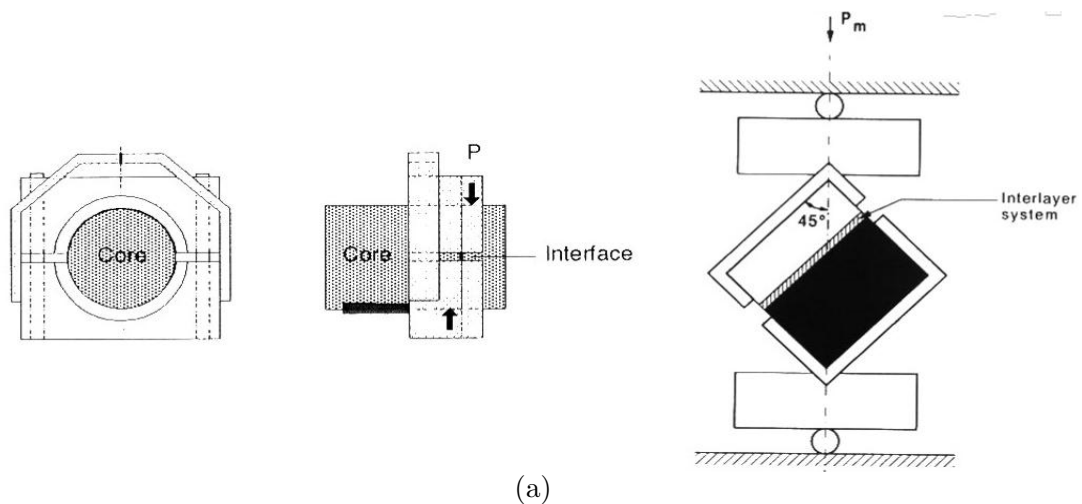 Core
P
Core
Interface
P m
45°
Interlayer
system
(a)